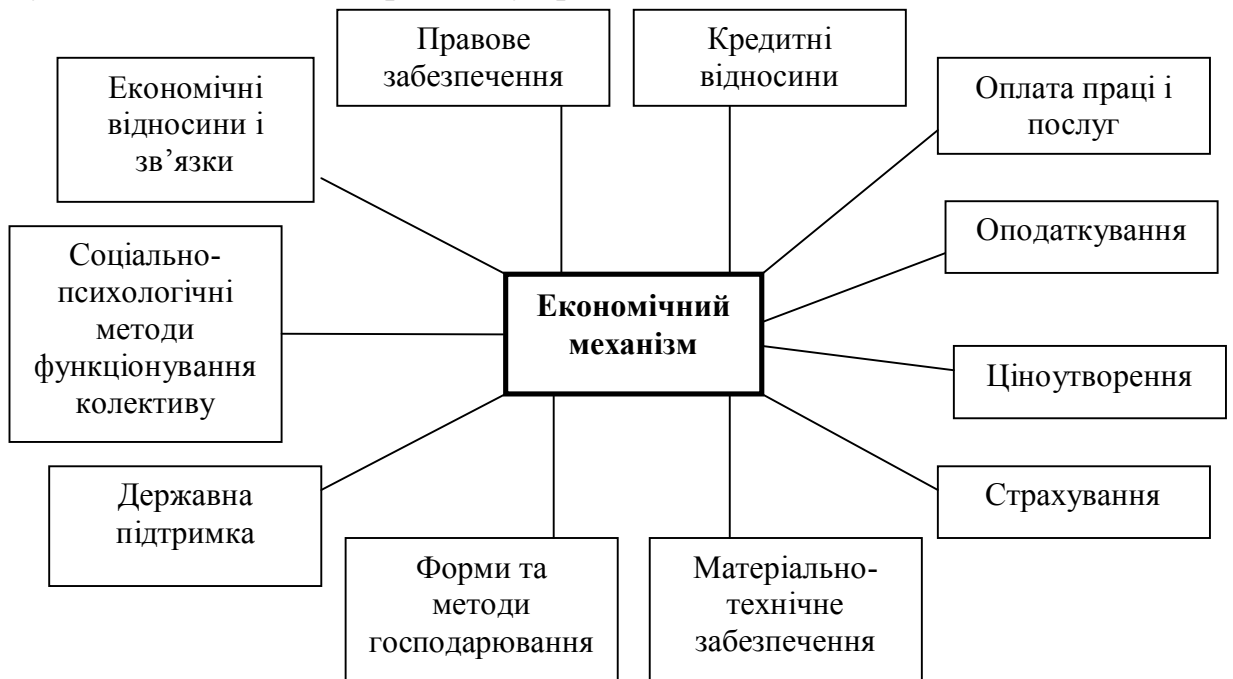 Правове
забезпечення
Кредитні
відносини
Економічні
відносини і
зв’язки
Оплата праці і
послуг
Соціально-
психологічні
методи
функціонування
колективу
Оподаткування
Економічний
механізм
Ціноутворення
Державна
підтримка
Страхування
Форми та
методи
господарювання
Матеріально-
технічне
забезпечення